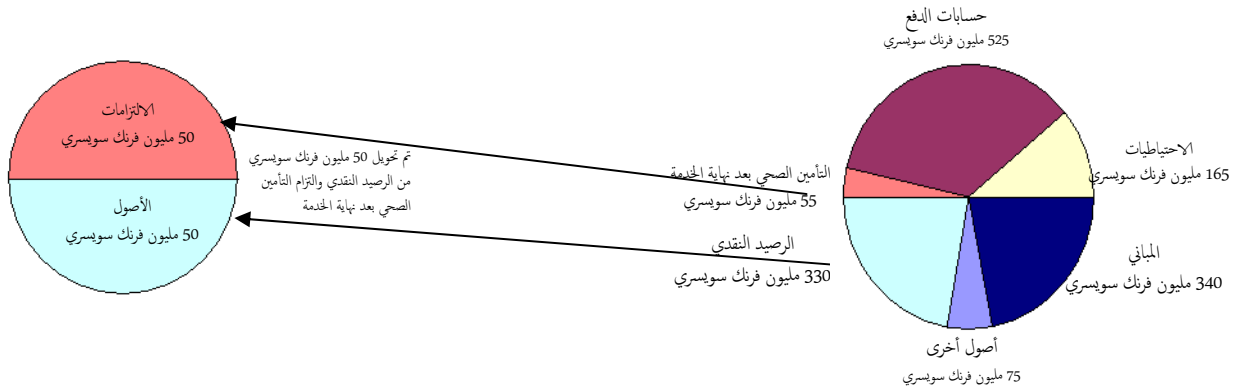 حسابات الدفع
525 مليون فرنك سويسري
الاحتياطيات
165 مليون فرنك سويسري
المباني
340 مليون فرنك سويسري
أصول أخرى
75 مليون فرنك سويسري
التأمين الصحي بعد نهاية الخدمة
55 مليون فرنك سويسري
الرصيد النقدي
330 مليون فرنك سويسري
تم تحويل 50 مليون فرنك سويسري
من الرصيد النقدي والتزام التأمين
الصحي بعد نهاية الخدمة
الالتزامات
50 مليون فرنك سويسري
الأصول
50 مليون فرنك سويسري